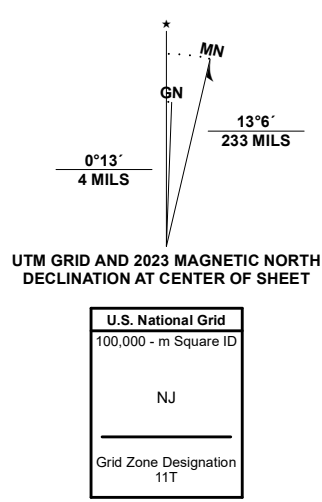 ★
MN
GN
13°6´
233 MILS
0°13´
4 MILS
UTM GRID AND 2023 MAGNETIC NORTH
DECLINATION AT CENTER OF SHEET
U.S. National Grid
100,000 - m Square ID
NJ
Grid Zone Designation
11T